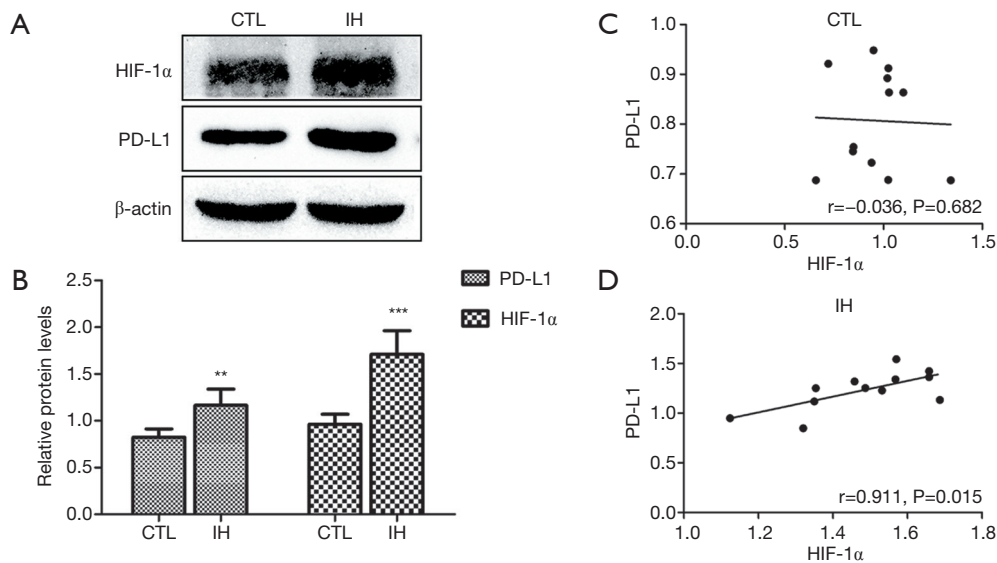 A
CTL IH
HIF-1α
PD-L1
β-actin
B
Relative protein levels
2.5
2.0
1.5
1.0
0.5
0.0
**
***
CTL IH CTL IH
PD-L1
HIF-1α
C
CTL
PD-L1
1.0
0.9
0.8
0.7
0.6
r=−0.036, P=0.682
0.0 0.5 1.0 1.5
HIF-1α
D
IH
PD-L1
2.0
1.5
1.0
0.5
0.0
r=0.911, P=0.015
1.0 1.2 1.4 1.6 1.8
HIF-1α